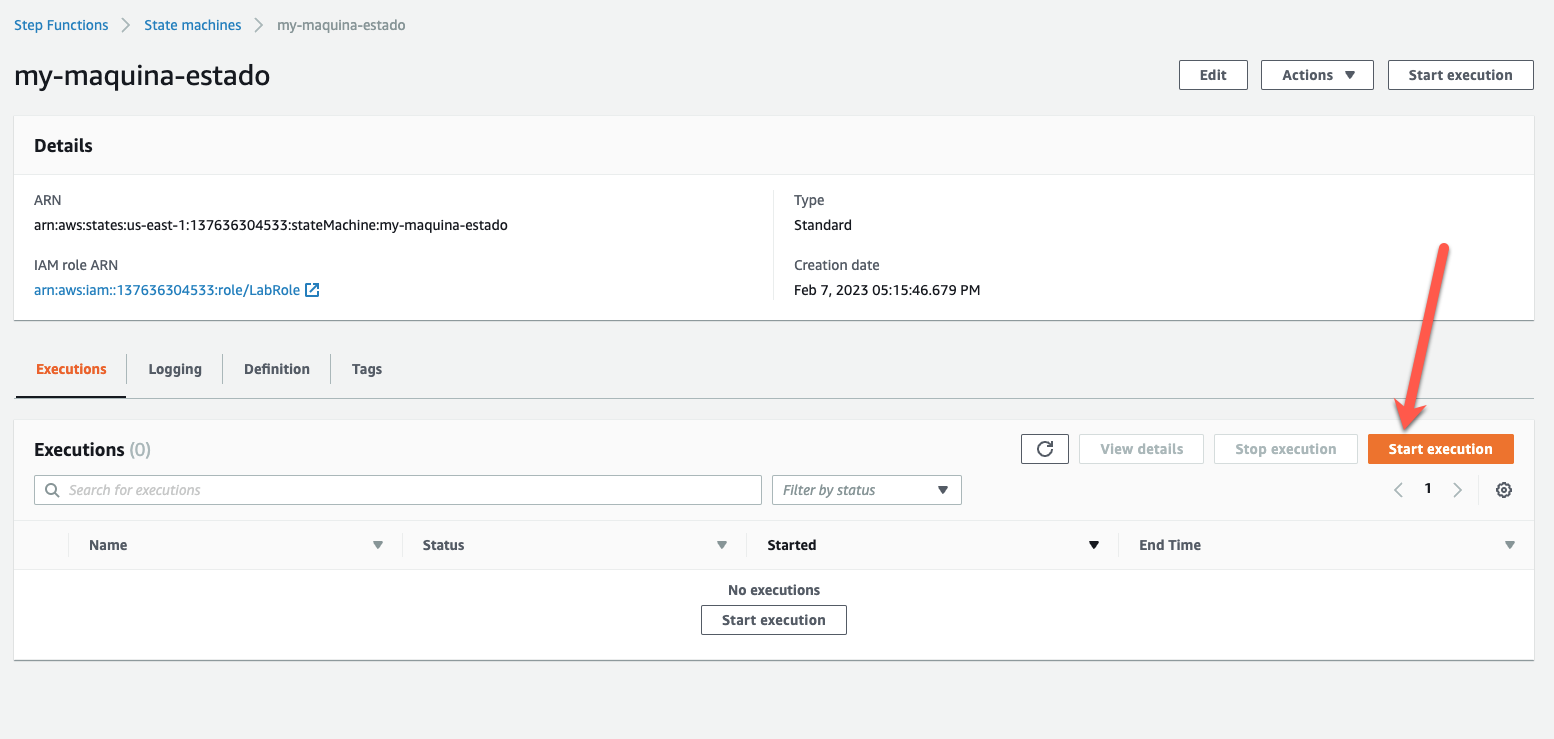 Step Functions State machines my-maquina-estado
my-maquina-estado
Edit Actions Start execution
Details
ARN
arn:aws:states:us-east-1:137636304533:stateMachine:my-maquina-estado
IAM role ARN
arn:aws:iam::137636304533:role/LabRole
Type
Standard
Creation date
Feb 7, 2023 05:15:46.679 PM
Executions Logging Definition Tags
Executions (0)
View details Stop execution Start execution
Search for executions Filter by status 1
Name Status Started End Time
No executions
Start execution